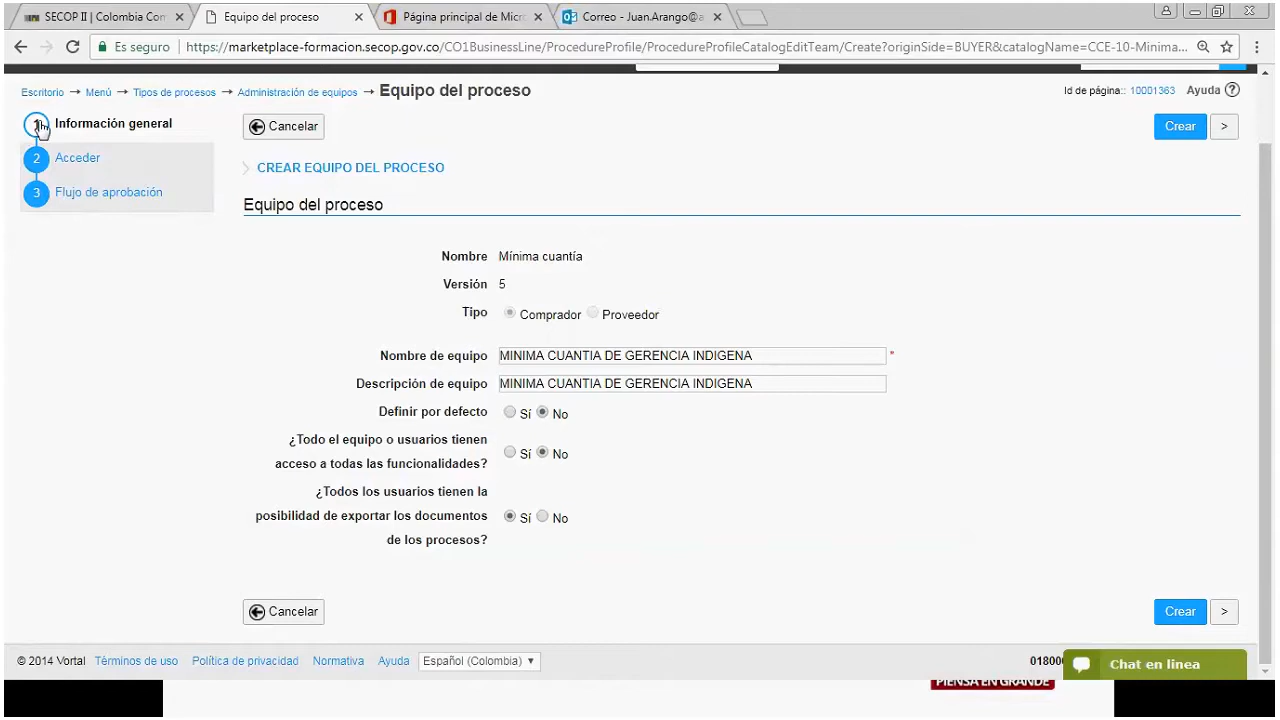 SECOP II | Colombia Con
Equipo del proceso
Página principal de Micr
Correo - Juan.Arango@a
Es seguro
https://marketplace-formacion.secop.gov.co/CO1BusinessLine/ProcedureProfile/ProcedureProfileCatalogEditTeam/Create?originSide=BUYER&catalogName=CCE-10-Minima...
Escritorio → Menú → Tipos de procesos → Administración de equipos → Equipo del proceso
Id de página:: 10001363 Ayuda ?
1 Información general
Cancelar
Crear >
2 Acceder
3 Flujo de aprobación
CREAR EQUIPO DEL PROCESO
Equipo del proceso
Nombre Mínima cuantía
Versión 5
Tipo Comprador Proveedor
Nombre de equipo MINIMA CUANTIA DE GERENCIA INDIGENA *
Descripción de equipo MINIMA CUANTIA DE GERENCIA INDIGENA
Definir por defecto Sí No
¿Todo el equipo o usuarios tienen
acceso a todas las funcionalidades? Sí No
¿Todos los usuarios tienen la
posibilidad de exportar los documentos Sí No
de los procesos?
Cancelar
Crear >
© 2014 Vortal Términos de uso Política de privacidad Normativa Ayuda Español (Colombia) ▼
01800
Chat en linea
PIENSA EN GRANDE